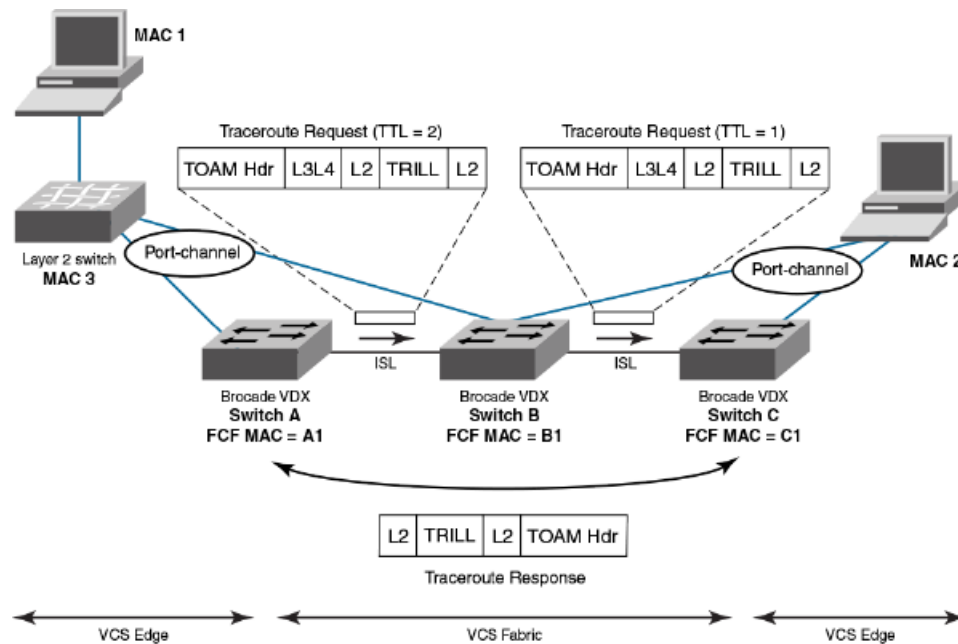 MAC 1
Traceroute Request (TTL = 2)
TOAM Hdr L3L4 L2 TRILL L2
Traceroute Request (TTL = 1)
TOAM Hdr L3L4 L2 TRILL L2
Layer 2 switch
MAC 3
Port-channel
Port-channel
MAC 2
ISL
ISL
Brocade VDX
Switch A
FCF MAC = A1
Brocade VDX
Switch B
FCF MAC = B1
Brocade VDX
Switch C
FCF MAC = C1
L2 TRILL L2 TOAM Hdr
Traceroute Response
VCS Edge
VCS Fabric
VCS Edge